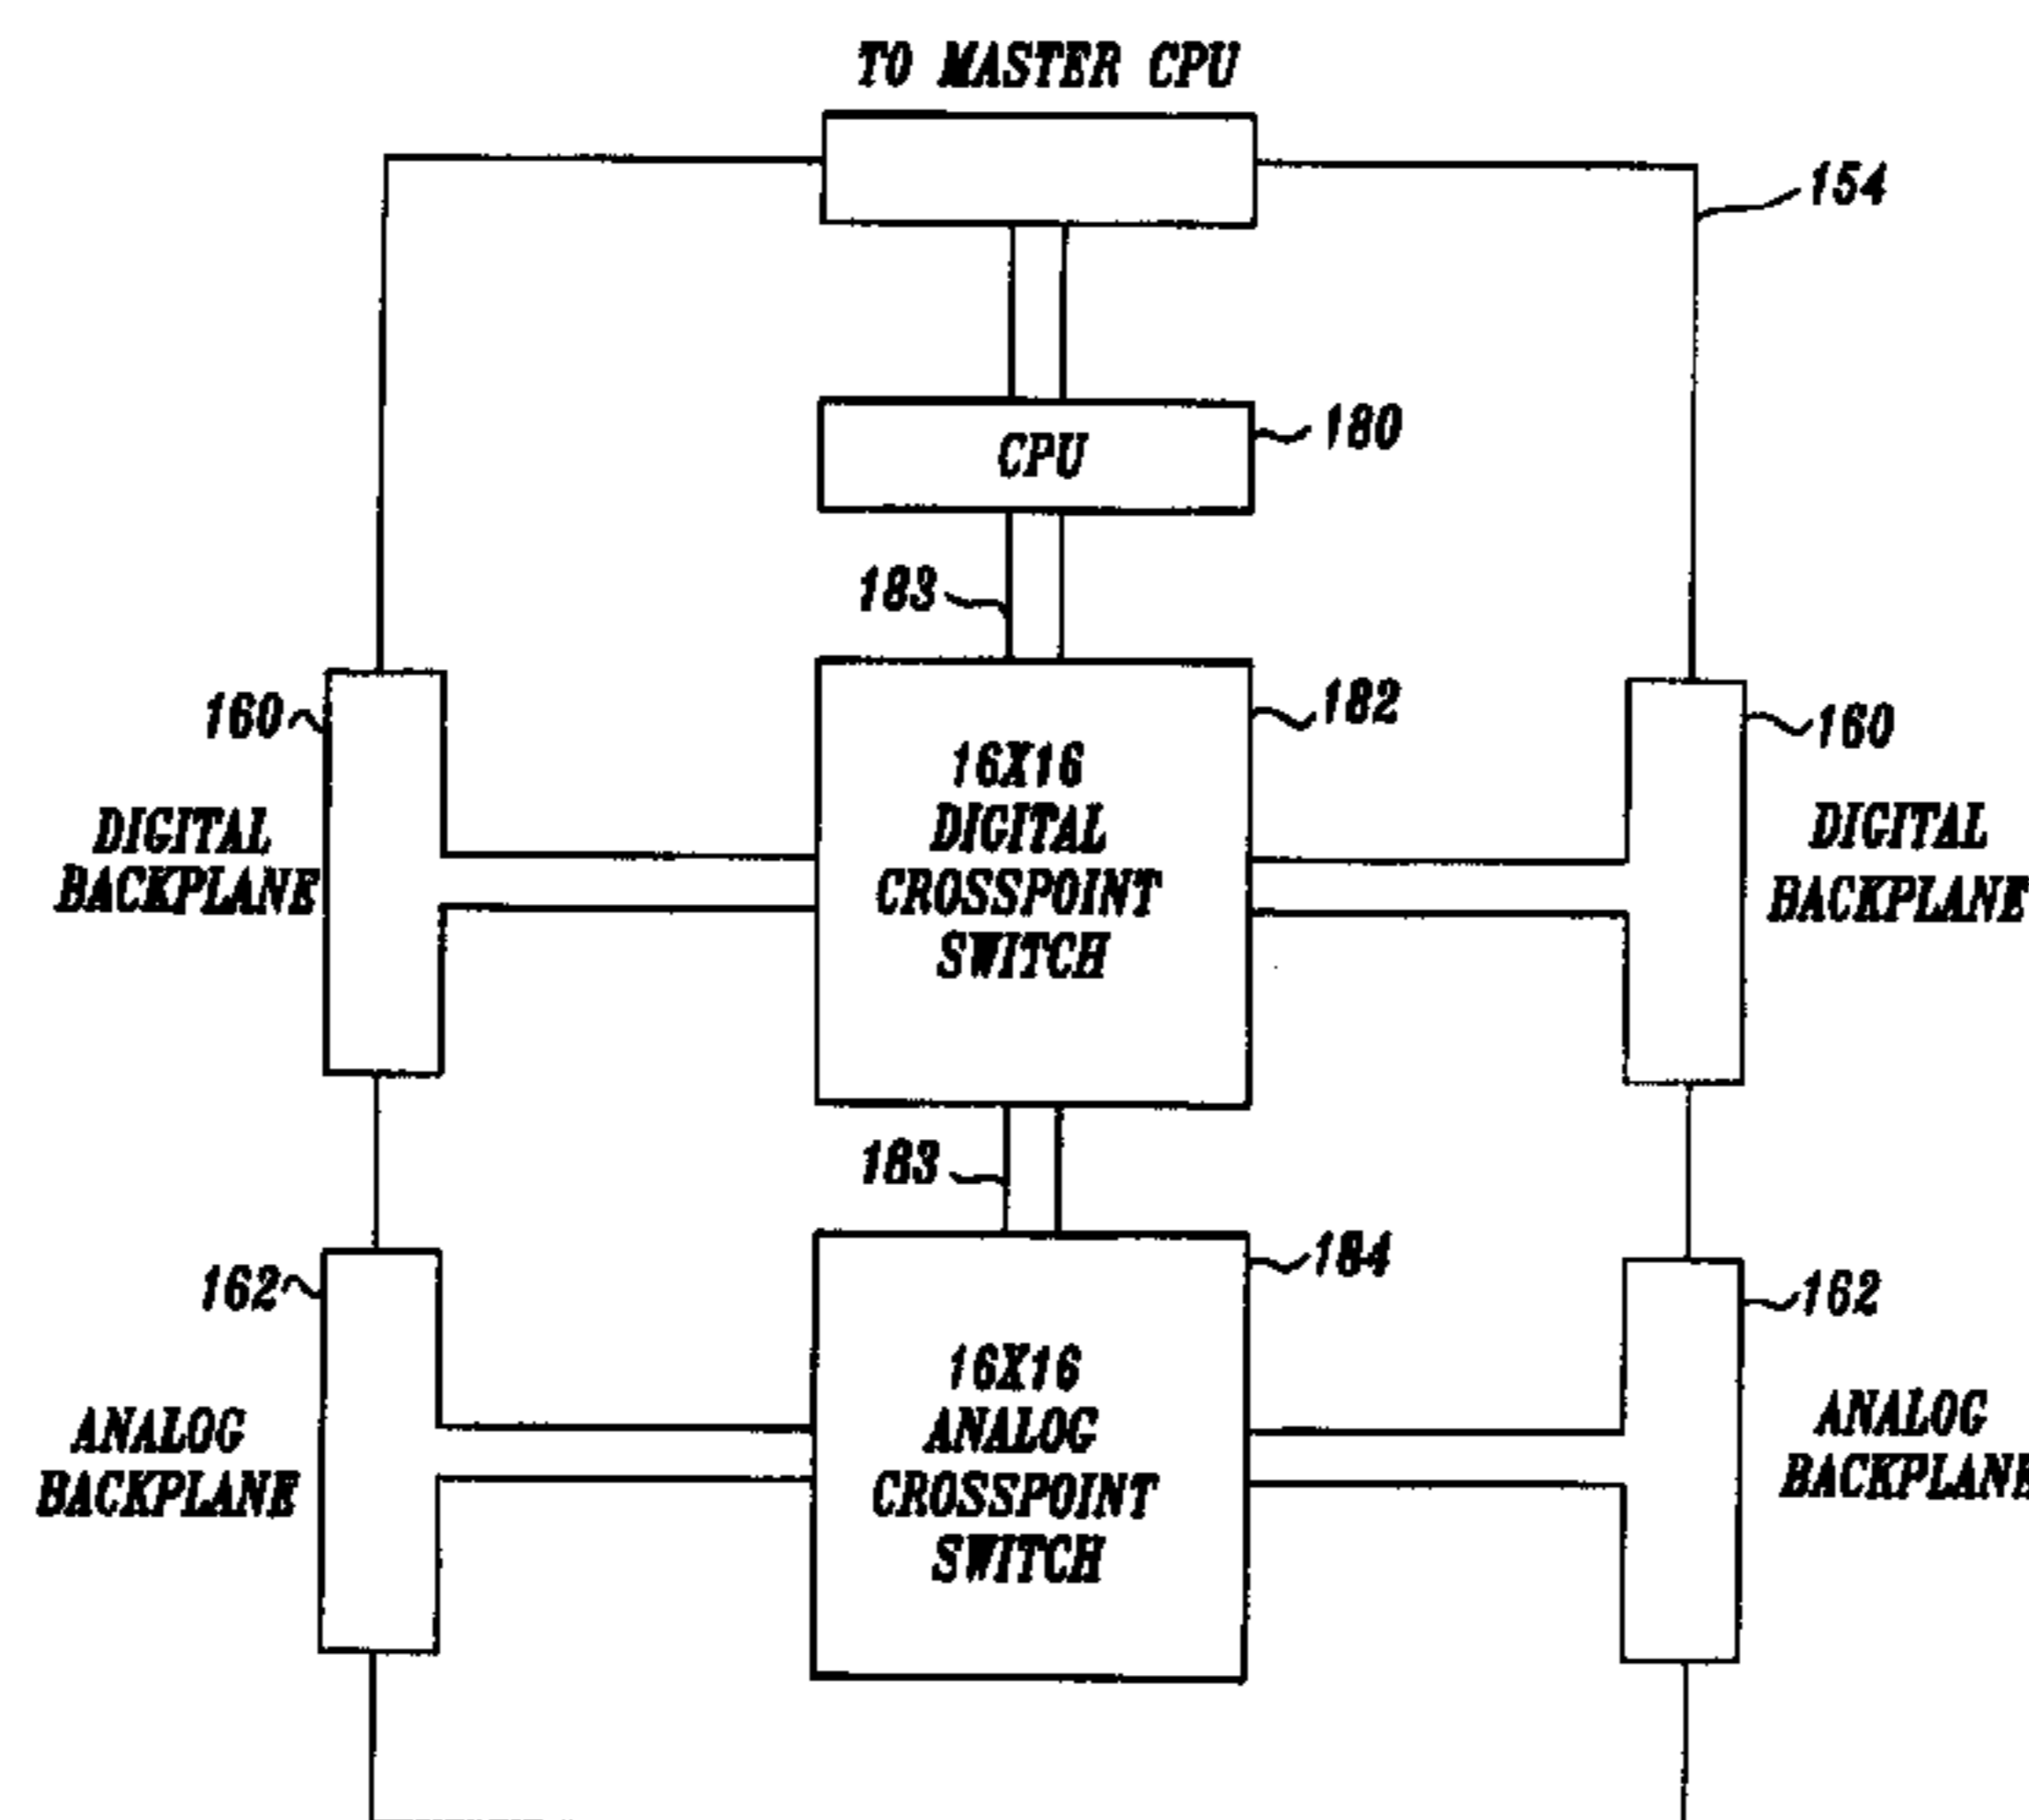 TO MASTER CPU
154
CPU
180
183
182
160
160
16X16
DIGITAL
CROSSPOINT
SWITCH
DIGITAL
BACKPLANE
DIGITAL
BACKPLANE
183
184
162
162
16X16
ANALOG
CROSSPOINT
SWITCH
ANALOG
BACKPLANE
ANALOG
BACKPLANE